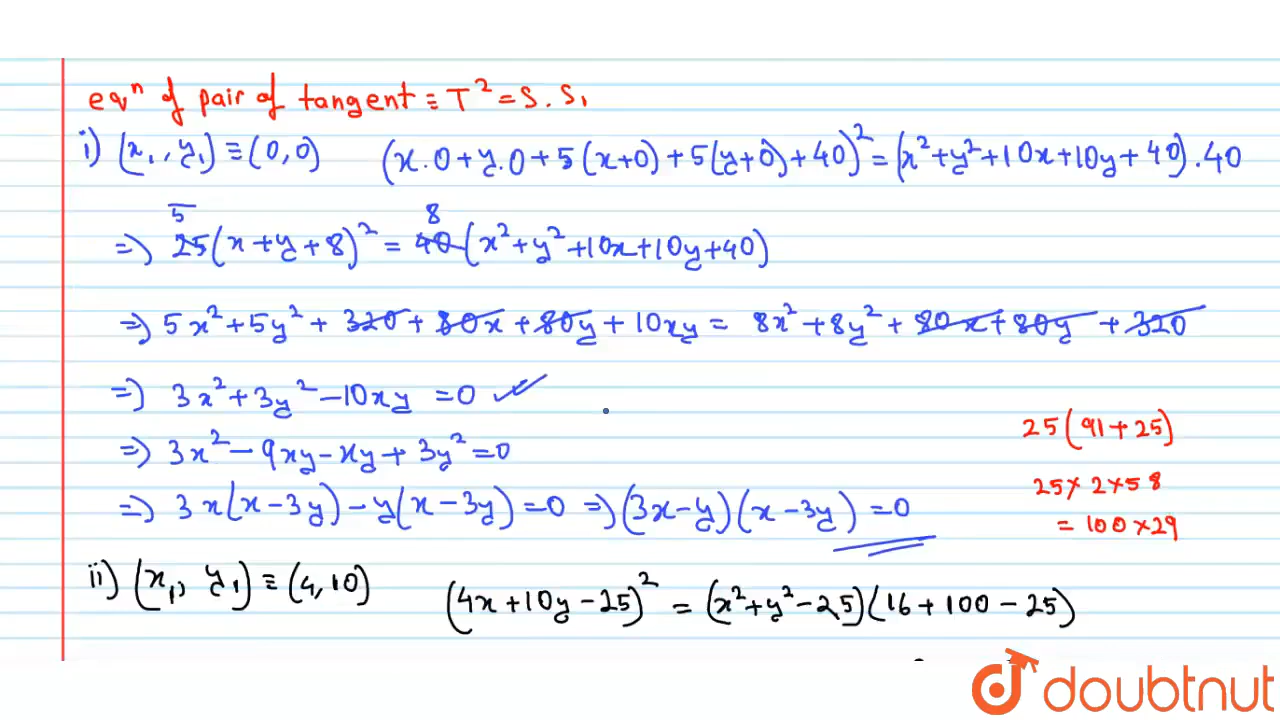 eqⁿ of pair of tangent ≡ T² = S.S₁
i) (x₁, y₁) ≡ (0,0) (x.0+y.0+5(x+0)+5(y+0)+40)² = (x²+y²+10x+10y+40).40
5 8
=> 25(x+y+8)² = 40(x²+y²+10x+10y+40)
=> 5x²+5y²+320+80x+80y+10xy = 8x²+8y²+80x+80y+320
=> 3x²+3y²-10xy = 0 ✓
25(91+25)
=> 3x²-9xy-xy+3y²=0
25×2×58
=> 3x(x-3y)-y(x-3y)=0 => (3x-y)(x-3y)=0
= 100×29
ii) (x₁, y₁) ≡ (4,10) (4x+10y-25)² = (x²+y²-25)(16+100-25)
doubtnut